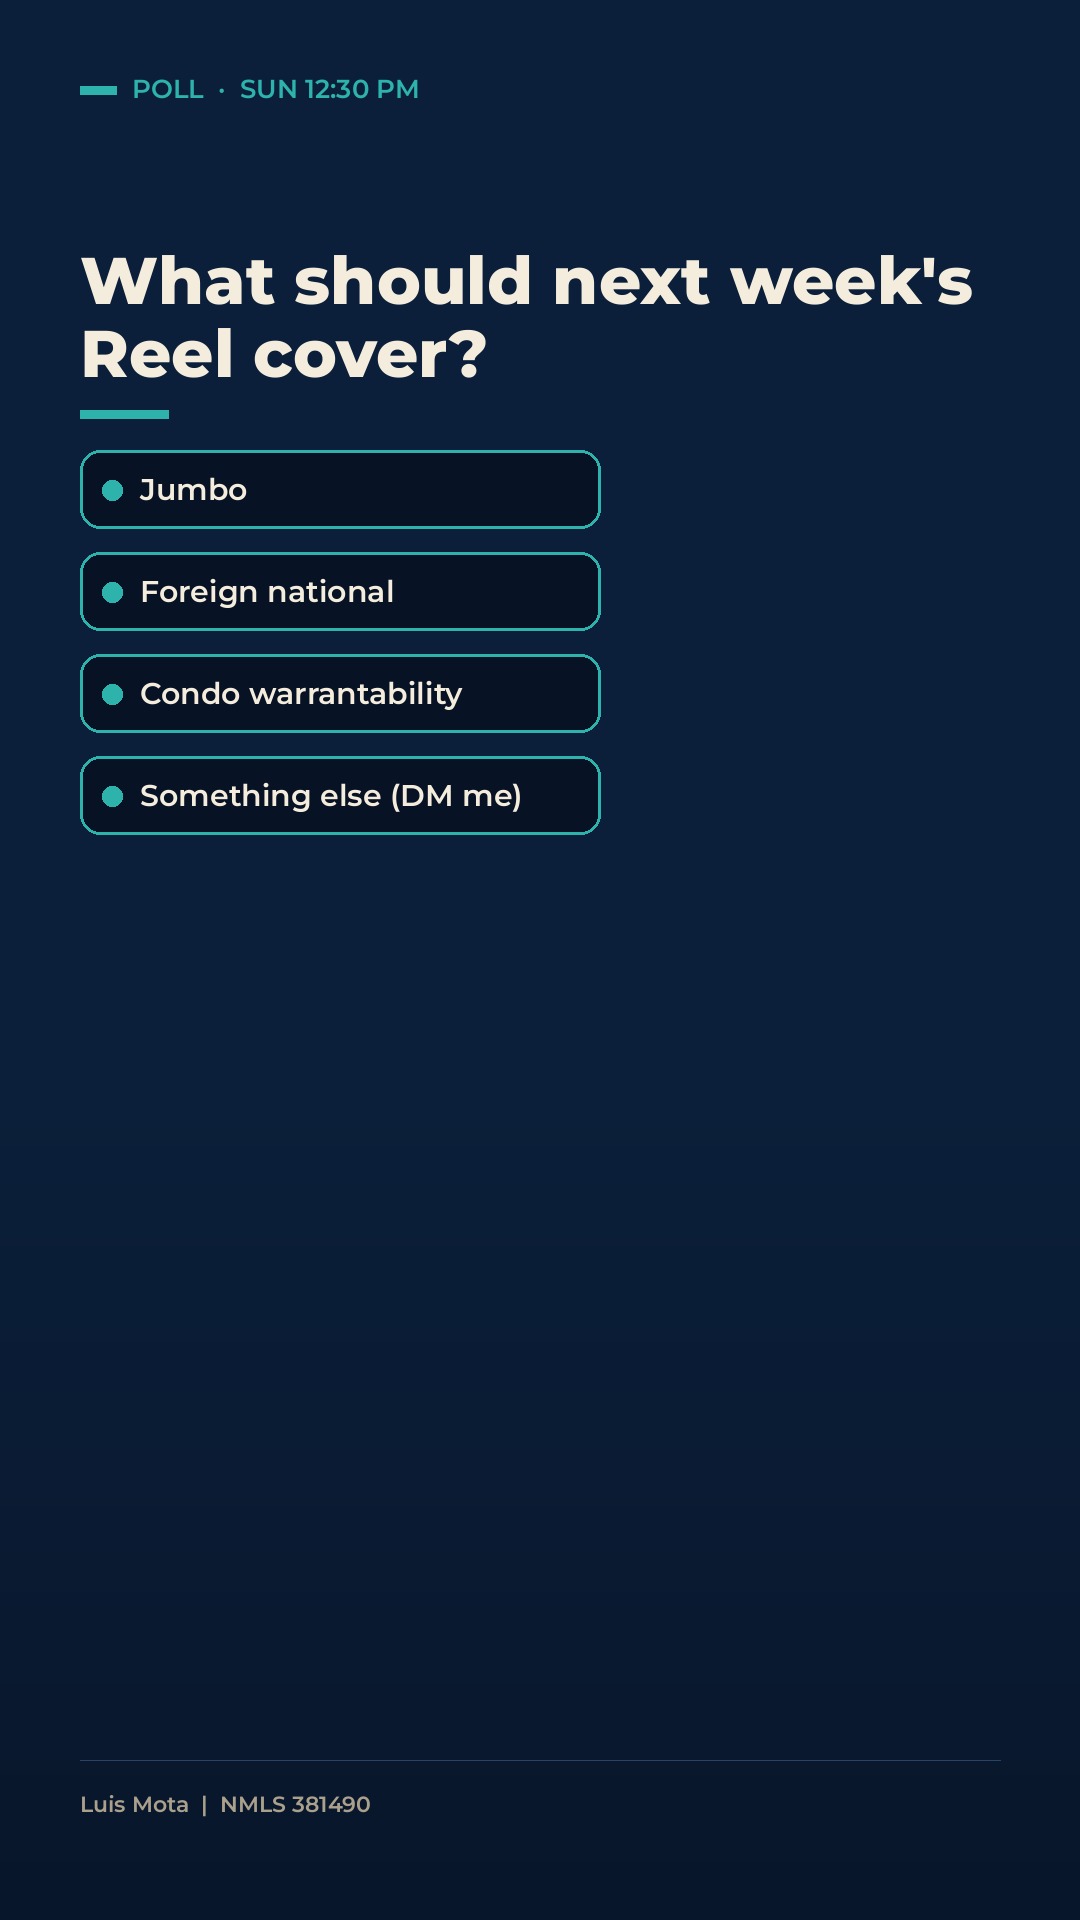 POLL · SUN 12:30 PM
What should next week's
Reel cover?
Jumbo
Foreign national
Condo warrantability
Something else (DM me)
Luis Mota | NMLS 381490